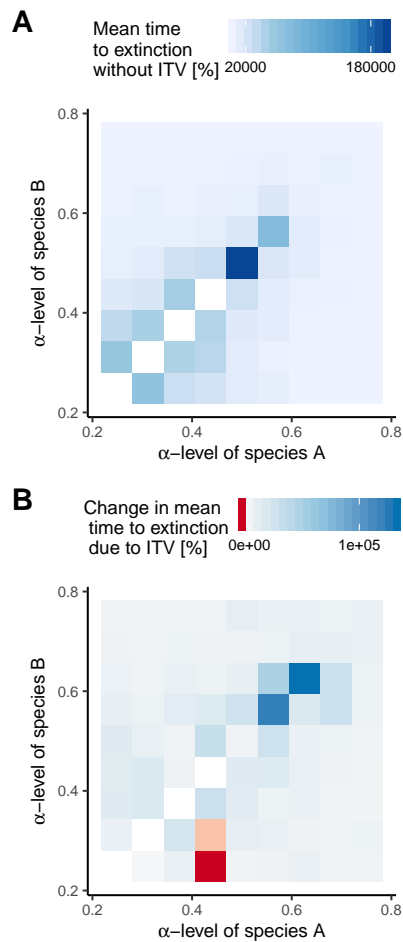 A
Mean time
to extinction
without ITV [%]
20000
180000
0.8
0.6
0.4
0.2
α−level of species B
0.2
0.4
0.6
0.8
α−level of species A
B
Change in mean
time to extinction
due to ITV [%]
0e+00
1e+05
0.8
0.6
0.4
0.2
α−level of species B
0.2
0.4
0.6
0.8
α−level of species A